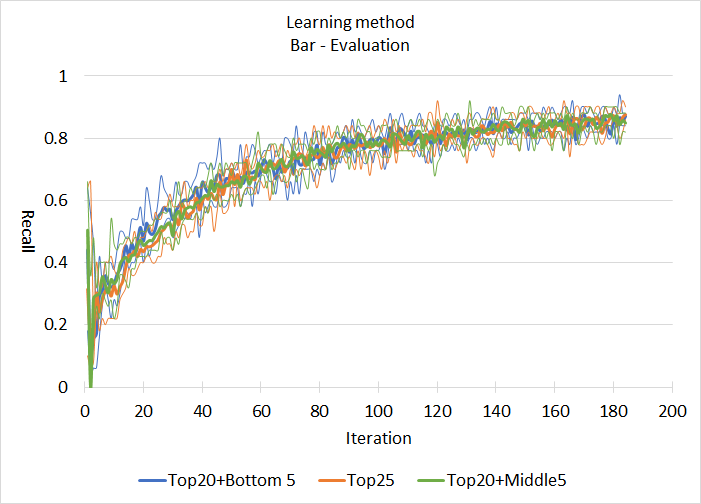 Learning method
Bar - Evaluation
1
0.8
0.6
0.4
0.2
0
Recall
0 20 40 60 80 100 120 140 160 180 200
Iteration
Top20+Bottom 5 Top25 Top20+Middle5